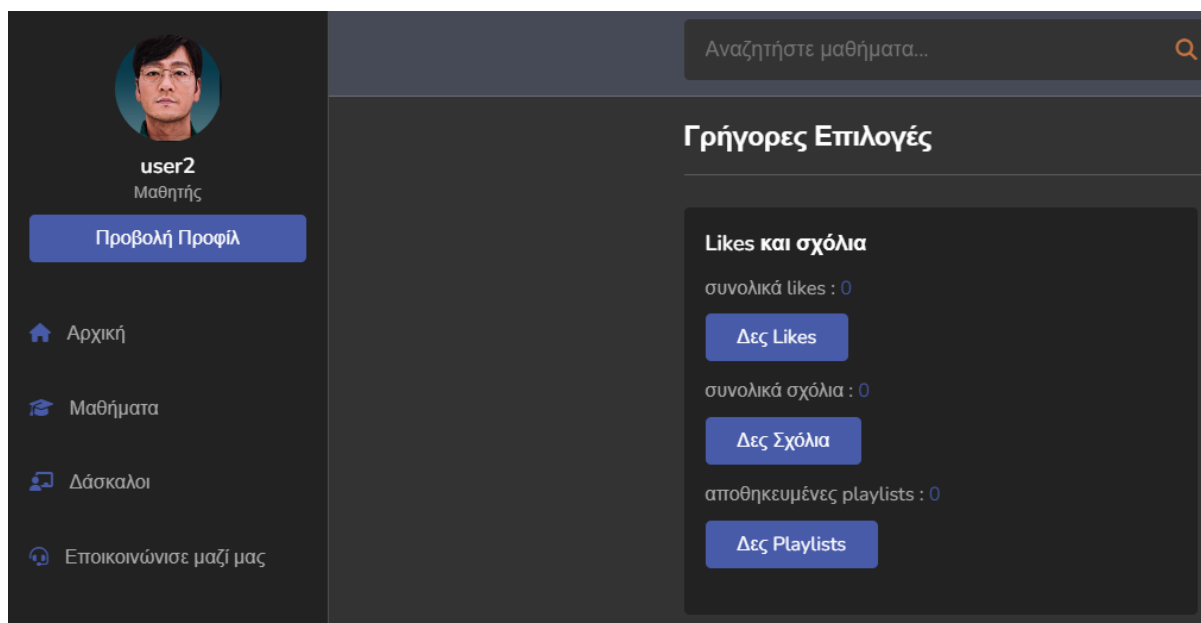 user2
Μαθητής
Προβολή Προφίλ
Αρχική
Μαθήματα
Δάσκαλοι
Εποικοινώνισε μαζί μας
Αναζητήστε μαθήματα...
Γρήγορες Επιλογές
Likes και σχόλια
συνολικά likes : 0
Δες Likes
συνολικά σχόλια : 0
Δες Σχόλια
αποθηκευμένες playlists : 0
Δες Playlists